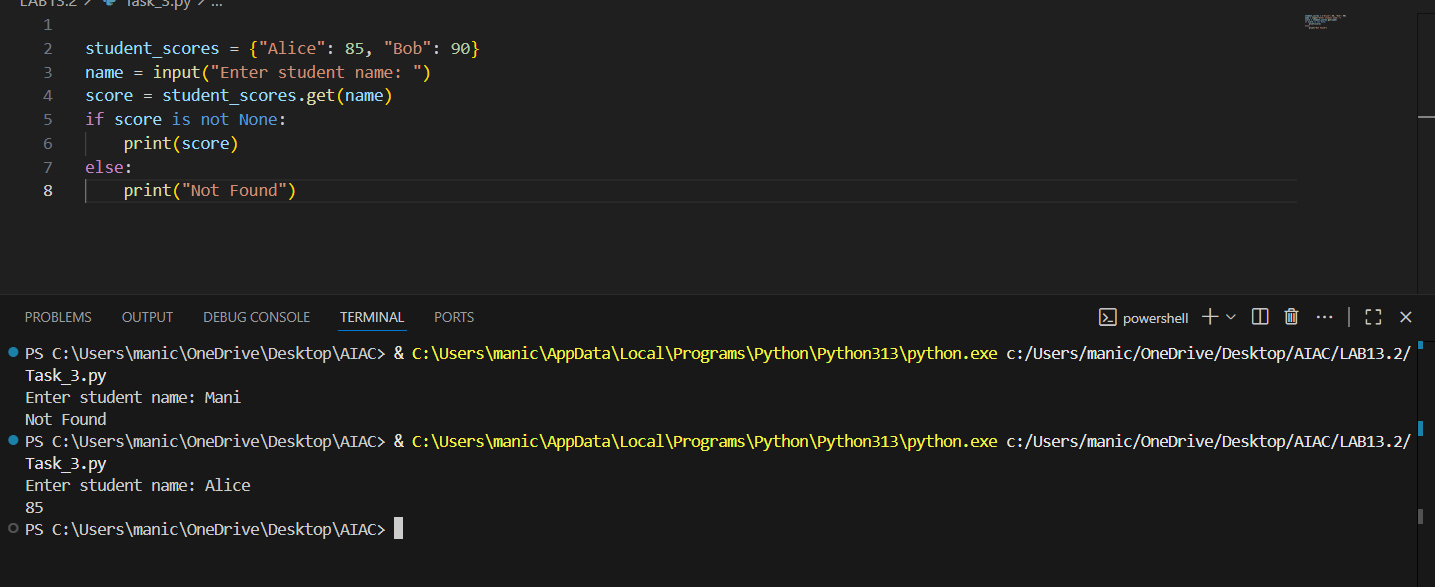 LAB13.2 > Task_3.py > ...
1
2 student_scores = {"Alice": 85, "Bob": 90}
3 name = input("Enter student name: ")
4 score = student_scores.get(name)
5 if score is not None:
6     print(score)
7 else:
8     print("Not Found")
PROBLEMS OUTPUT DEBUG CONSOLE TERMINAL PORTS powershell
PS C:\Users\manic\OneDrive\Desktop\AIAC> & C:\Users\manic\AppData\Local\Programs\Python\Python313\python.exe c:/Users/manic/OneDrive/Desktop/AIAC/LAB13.2/
Task_3.py
Enter student name: Mani
Not Found
PS C:\Users\manic\OneDrive\Desktop\AIAC> & C:\Users\manic\AppData\Local\Programs\Python\Python313\python.exe c:/Users/manic/OneDrive/Desktop/AIAC/LAB13.2/
Task_3.py
Enter student name: Alice
85
PS C:\Users\manic\OneDrive\Desktop\AIAC>